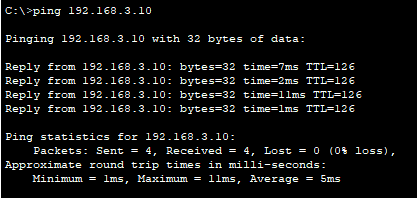 C:\>ping 192.168.3.10
Pinging 192.168.3.10 with 32 bytes of data:
Reply from 192.168.3.10: bytes=32 time=7ms TTL=126
Reply from 192.168.3.10: bytes=32 time=2ms TTL=126
Reply from 192.168.3.10: bytes=32 time=11ms TTL=126
Reply from 192.168.3.10: bytes=32 time=1ms TTL=126
Ping statistics for 192.168.3.10:
    Packets: Sent = 4, Received = 4, Lost = 0 (0% loss),
Approximate round trip times in milli-seconds:
    Minimum = 1ms, Maximum = 11ms, Average = 5ms